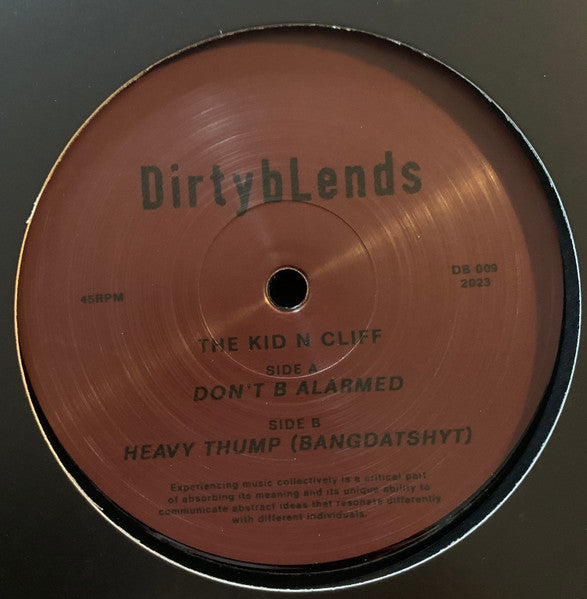 DirtybLends
45RPM
DB 009
2023
THE KID N CLIFF
SIDE A
DON'T B ALARMED
SIDE B
HEAVY THUMP (BANGDATSHYT)
Experiencing music collectively is a critical part
of absorbing its meaning and its unique ability to
communicate abstract ideas that resonate differently
with different individuals.